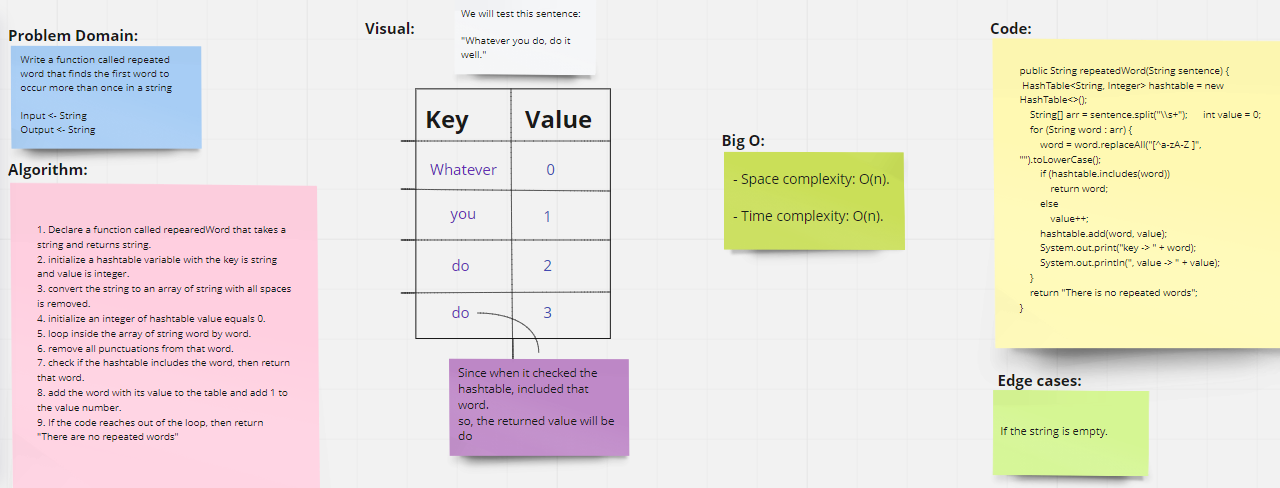 Problem Domain:
Write a function called repeated
word that finds the first word to
occur more than once in a string
Input <- String
Output <- String
Algorithm:
1. Declare a function called repearedWord that takes a
string and returns string.
2. initialize a hashtable variable with the key is string
and value is integer.
3. convert the string to an array of string with all spaces
is removed.
4. initialize an integer of hashtable value equals 0.
5. loop inside the array of string word by word.
6. remove all punctuations from that word.
7. check if the hashtable includes the word, then return
that word.
8. add the word with its value to the table and add 1 to
the value number.
9. If the code reaches out of the loop, then return
"There are no repeated words"
Visual:
We will test this sentence:
"Whatever you do, do it
well."
Key Value
Whatever 0
you 1
do 2
do 3
Since when it checked the
hashtable, included that
word.
so, the returned value will be
do
Big O:
- Space complexity: O(n).
- Time complexity: O(n).
Code:
public String repeatedWord(String sentence) {
HashTable<String, Integer> hashtable = new
HashTable<>();
String[] arr = sentence.split("\\s+"); int value = 0;
for (String word : arr) {
word = word.replaceAll("[^a-zA-Z ]",
"").toLowerCase();
if (hashtable.includes(word))
return word;
else
value++;
hashtable.add(word, value);
System.out.print("key -> " + word);
System.out.println(", value -> " + value);
}
return "There is no repeated words";
}
Edge cases:
If the string is empty.